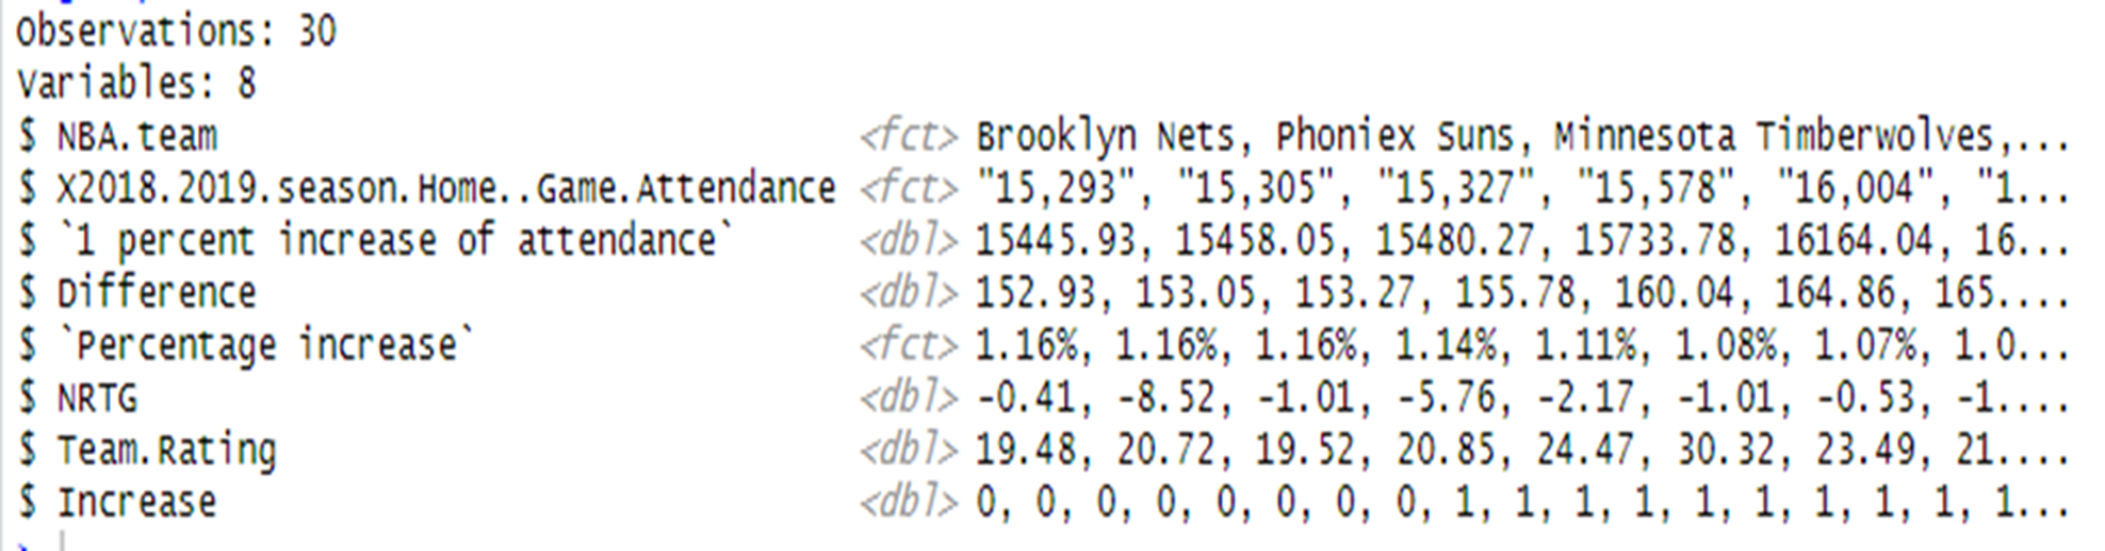 Observations: 30
Variables: 8
$ NBA.team <fct> Brooklyn Nets, Phoniex Suns, Minnesota Timberwolves,...
$ X2018.2019.season.Home..Game.Attendance <fct> "15,293", "15,305", "15,327", "15,578", "16,004", "1...
$ `1 percent increase of attendance` <dbl> 15445.93, 15458.05, 15480.27, 15733.78, 16164.04, 16...
$ Difference <dbl> 152.93, 153.05, 153.27, 155.78, 160.04, 164.86, 165....
$ `Percentage increase` <fct> 1.16%, 1.16%, 1.16%, 1.14%, 1.11%, 1.08%, 1.07%, 1.0...
$ NRTG <dbl> -0.41, -8.52, -1.01, -5.76, -2.17, -1.01, -0.53, -1....
$ Team.Rating <dbl> 19.48, 20.72, 19.52, 20.85, 24.47, 30.32, 23.49, 21....
$ Increase <dbl> 0, 0, 0, 0, 0, 0, 0, 0, 1, 1, 1, 1, 1, 1, 1, 1, 1, 1...